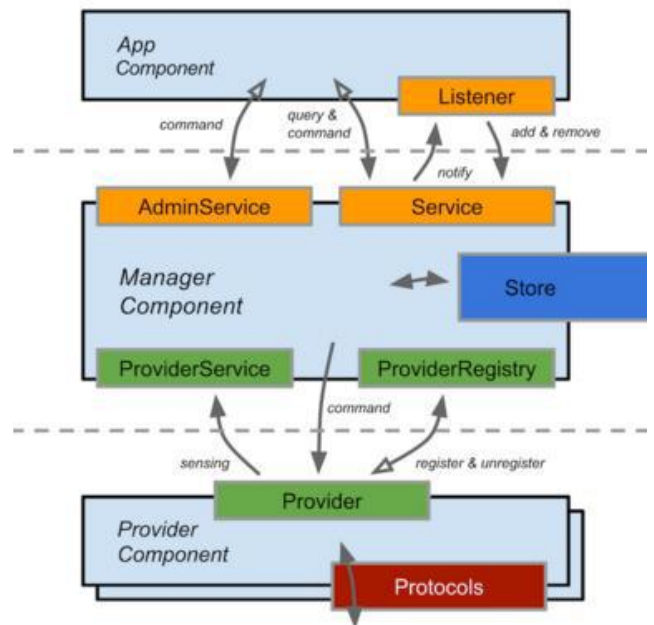 App
Component
Listener
command
query &
command
add & remove
notify
AdminService
Service
Manager
Component
Store
ProviderService
ProviderRegistry
command
sensing
register & unregister
Provider
Provider
Component
Protocols